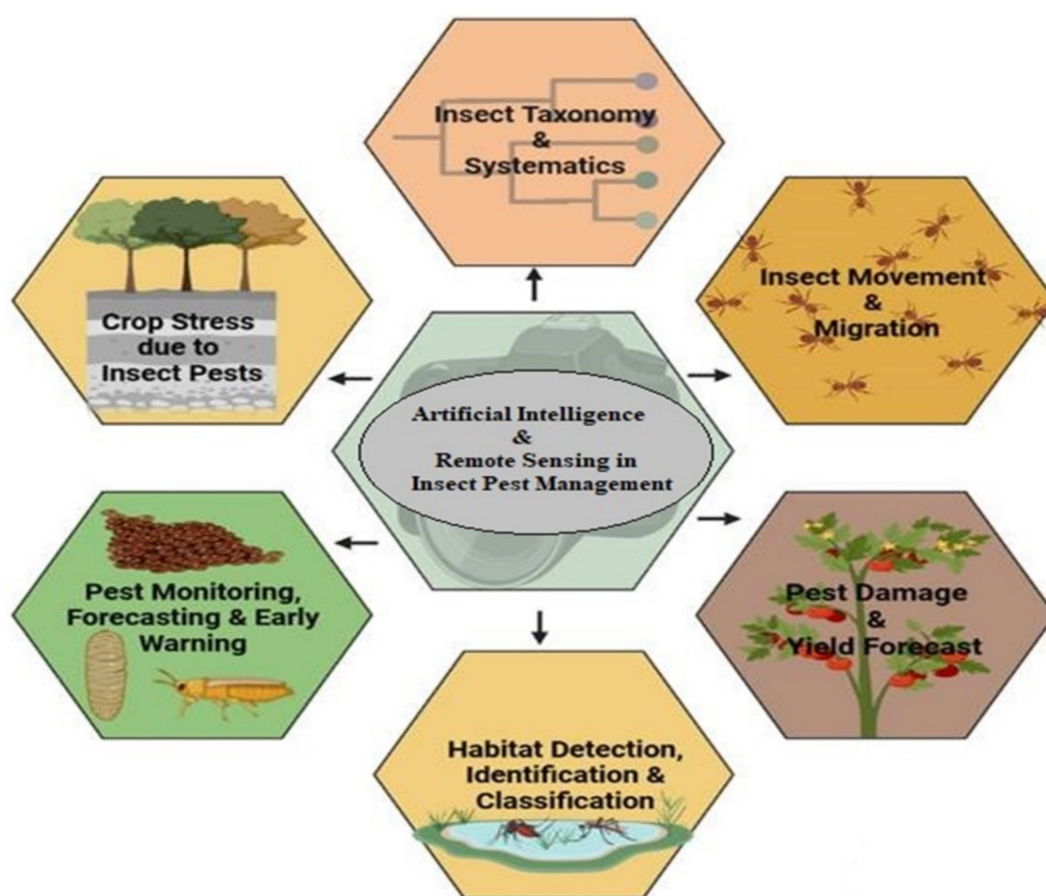 Insect Taxonomy
&
Systematics
Crop Stress
due to
Insect Pests
Insect Movement
&
Migration
Artificial Intelligence
&
Remote Sensing in
Insect Pest Management
Pest Monitoring,
Forecasting & Early
Warning
Pest Damage
&
Yield Forecast
Habitat Detection,
Identification &
Classification